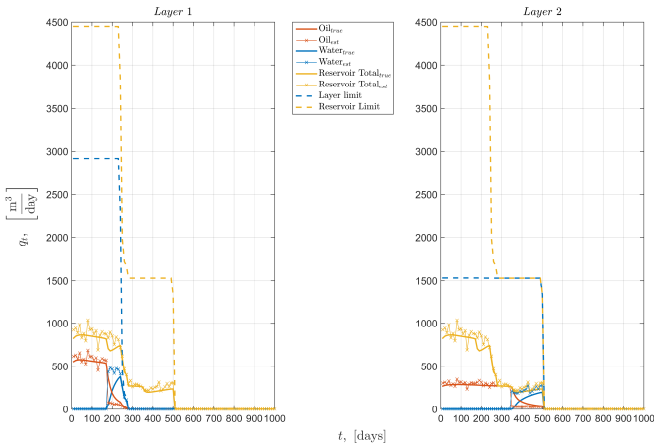 Layer 1
Layer 2
4500
4000
3500
3000
2500
2000
1500
1000
500
0
0 100 200 300 400 500 600 700 800 900 1000
q_t, [m^3/day]
Oil_true
Oil_est
Water_true
Water_est
Reservoir Total_true
Reservoir Total_est
Layer limit
Reservoir Limit
4500
4000
3500
3000
2500
2000
1500
1000
500
0
0 100 200 300 400 500 600 700 800 900 1000
t, [days]